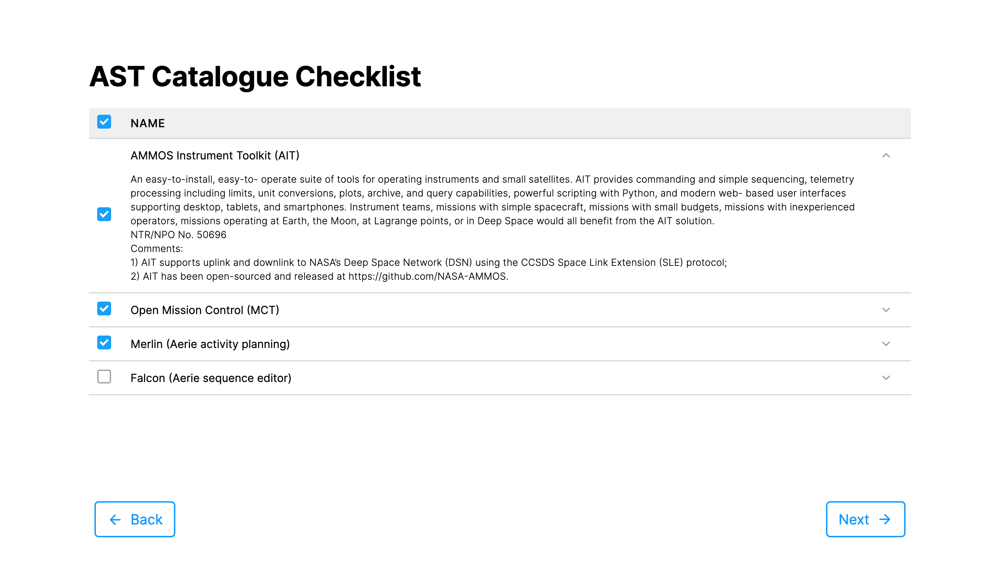 AST Catalogue Checklist
NAME
AMMOS Instrument Toolkit (AIT)
An easy-to-install, easy-to- operate suite of tools for operating instruments and small satellites. AIT provides commanding and simple sequencing, telemetry
processing including limits, unit conversions, plots, archive, and query capabilities, powerful scripting with Python, and modern web- based user interfaces
supporting desktop, tablets, and smartphones. Instrument teams, missions with simple spacecraft, missions with small budgets, missions with inexperienced
operators, missions operating at Earth, the Moon, at Lagrange points, or in Deep Space would all benefit from the AIT solution.
NTR/NPO No. 50696
Comments:
1) AIT supports uplink and downlink to NASA’s Deep Space Network (DSN) using the CCSDS Space Link Extension (SLE) protocol;
2) AIT has been open-sourced and released at https://github.com/NASA-AMMOS.
Open Mission Control (MCT)
Merlin (Aerie activity planning)
Falcon (Aerie sequence editor)
Back
Next